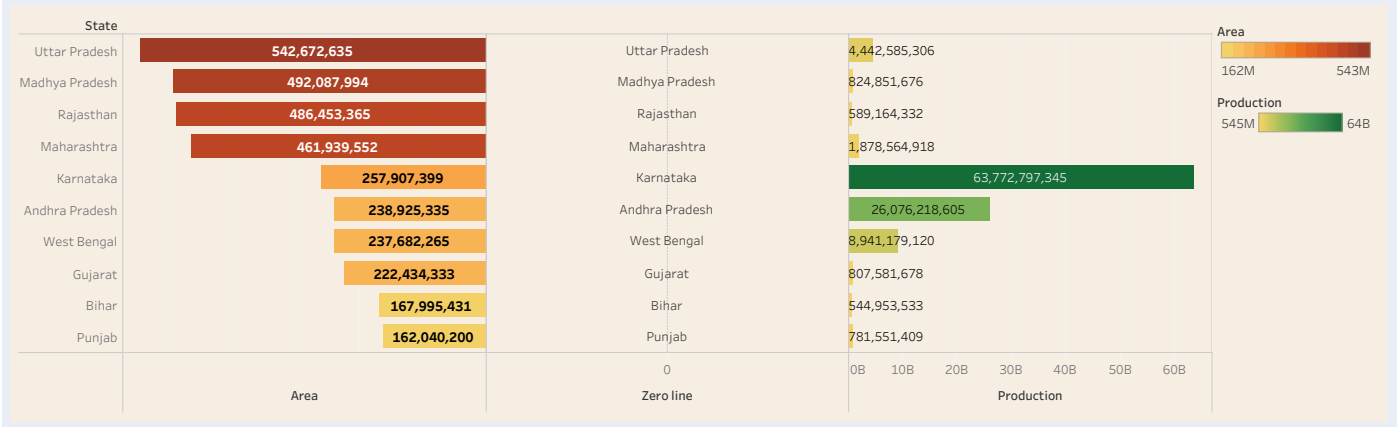 State
Uttar Pradesh 542,672,635 Uttar Pradesh 4,442,585,306
Madhya Pradesh 492,087,994 Madhya Pradesh 824,851,676
Rajasthan 486,453,365 Rajasthan 589,164,332
Maharashtra 461,939,552 Maharashtra 1,878,564,918
Karnataka 257,907,399 Karnataka 63,772,797,345
Andhra Pradesh 238,925,335 Andhra Pradesh 26,076,218,605
West Bengal 237,682,265 West Bengal 8,941,179,120
Gujarat 222,434,333 Gujarat 807,581,678
Bihar 167,995,431 Bihar 544,953,533
Punjab 162,040,200 Punjab 781,551,409
0 0B 10B 20B 30B 40B 50B 60B
Area Zero line Production
Area
162M 543M
Production
545M 64B